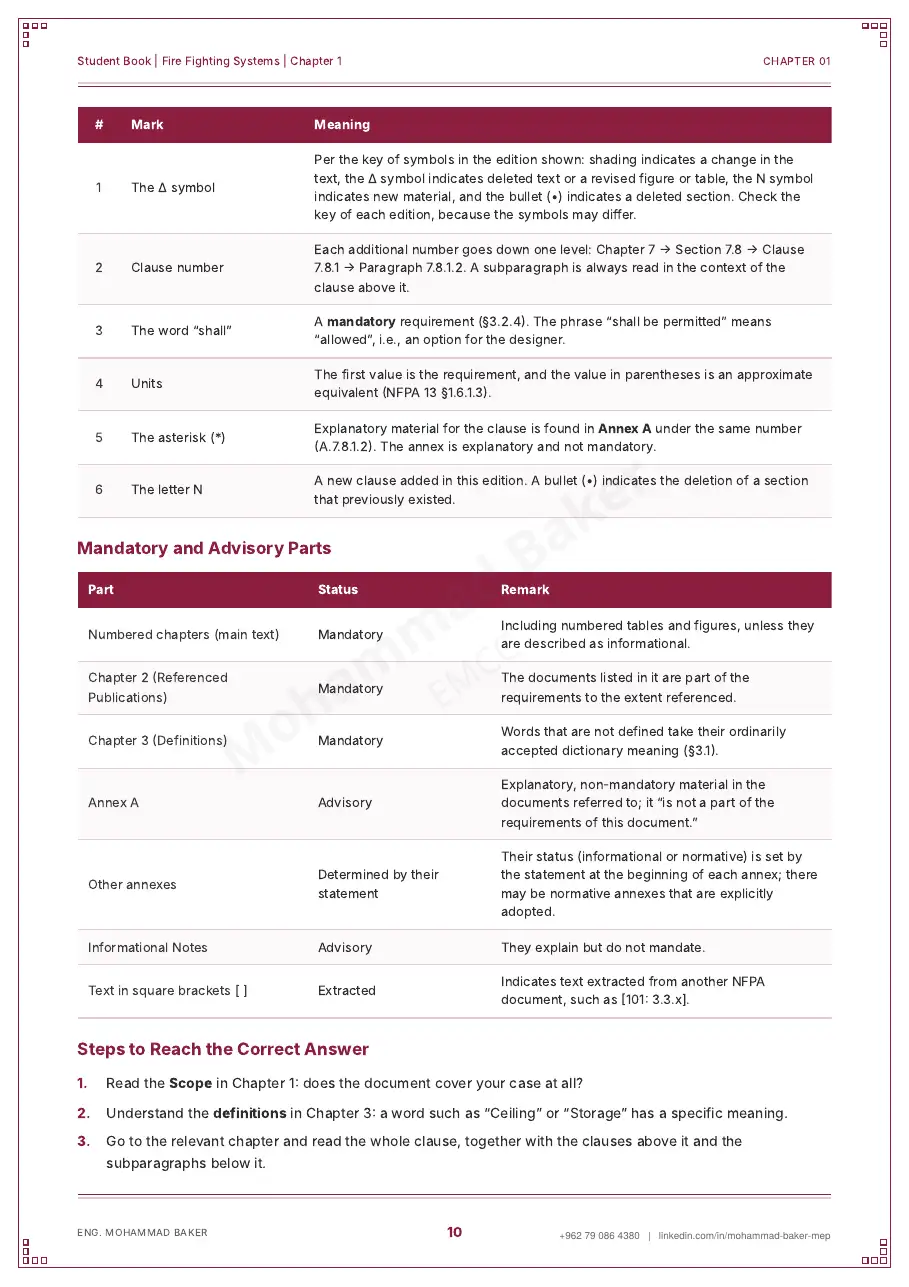 Student Book | Fire Fighting Systems | Chapter 1
CHAPTER 01
# Mark Meaning
1 The Δ symbol
Per the key of symbols in the edition shown: shading indicates a change in the
text, the Δ symbol indicates deleted text or a revised figure or table, the N symbol
indicates new material, and the bullet (•) indicates a deleted section. Check the
key of each edition, because the symbols may differ.
2 Clause number
Each additional number goes down one level: Chapter 7 → Section 7.8 → Clause
7.8.1 → Paragraph 7.8.1.2. A subparagraph is always read in the context of the
clause above it.
3 The word “shall”
A mandatory requirement (§3.2.4). The phrase “shall be permitted” means
“allowed”, i.e., an option for the designer.
4 Units
The first value is the requirement, and the value in parentheses is an approximate
equivalent (NFPA 13 §1.6.1.3).
5 The asterisk (*)
Explanatory material for the clause is found in Annex A under the same number
(A.7.8.1.2). The annex is explanatory and not mandatory.
6 The letter N
A new clause added in this edition. A bullet (•) indicates the deletion of a section
that previously existed.
Mandatory and Advisory Parts
Part Status Remark
Numbered chapters (main text)
Mandatory
Including numbered tables and figures, unless they
are described as informational.
Chapter 2 (Referenced
Publications)
Mandatory
The documents listed in it are part of the
requirements to the extent referenced.
Chapter 3 (Definitions)
Mandatory
Words that are not defined take their ordinarily
accepted dictionary meaning (§3.1).
Annex A
Advisory
Explanatory, non-mandatory material in the
documents referred to; it “is not a part of the
requirements of this document.”
Other annexes
Determined by their
statement
Their status (informational or normative) is set by
the statement at the beginning of each annex; there
may be normative annexes that are explicitly
adopted.
Informational Notes
Advisory
They explain but do not mandate.
Text in square brackets [ ]
Extracted
Indicates text extracted from another NFPA
document, such as [101: 3.3.x].
Mohammad Baker
Steps to Reach the Correct Answer
1. Read the Scope in Chapter 1: does the document cover your case at all?
2. Understand the definitions in Chapter 3: a word such as “Ceiling” or “Storage” has a specific meaning.
3. Go to the relevant chapter and read the whole clause, together with the clauses above it and the
subparagraphs below it.
ENG. MOHAMMAD BAKER
10
+962 79 086 4380 | linkedin.com/in/mohammad-baker-mep